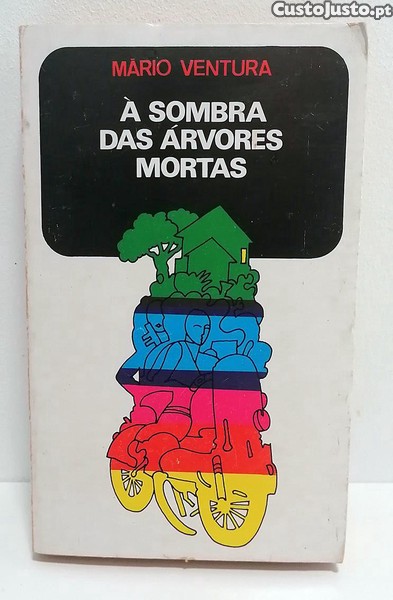 CustoJusto.pt
MÁRIO VENTURA
À SOMBRA
DAS ÁRVORES
MORTAS